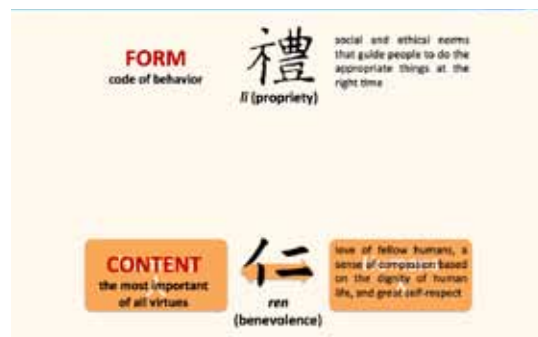 FORM
code of behavior
禮
li (propriety)
social and ethical norms
that guide people to do the
appropriate things at the
right time
CONTENT
the most important
of all virtues
仁
ren
(benevolence)
love of fellow humans, a
sense of compassion based
on the dignity of human
life, and great self-respect